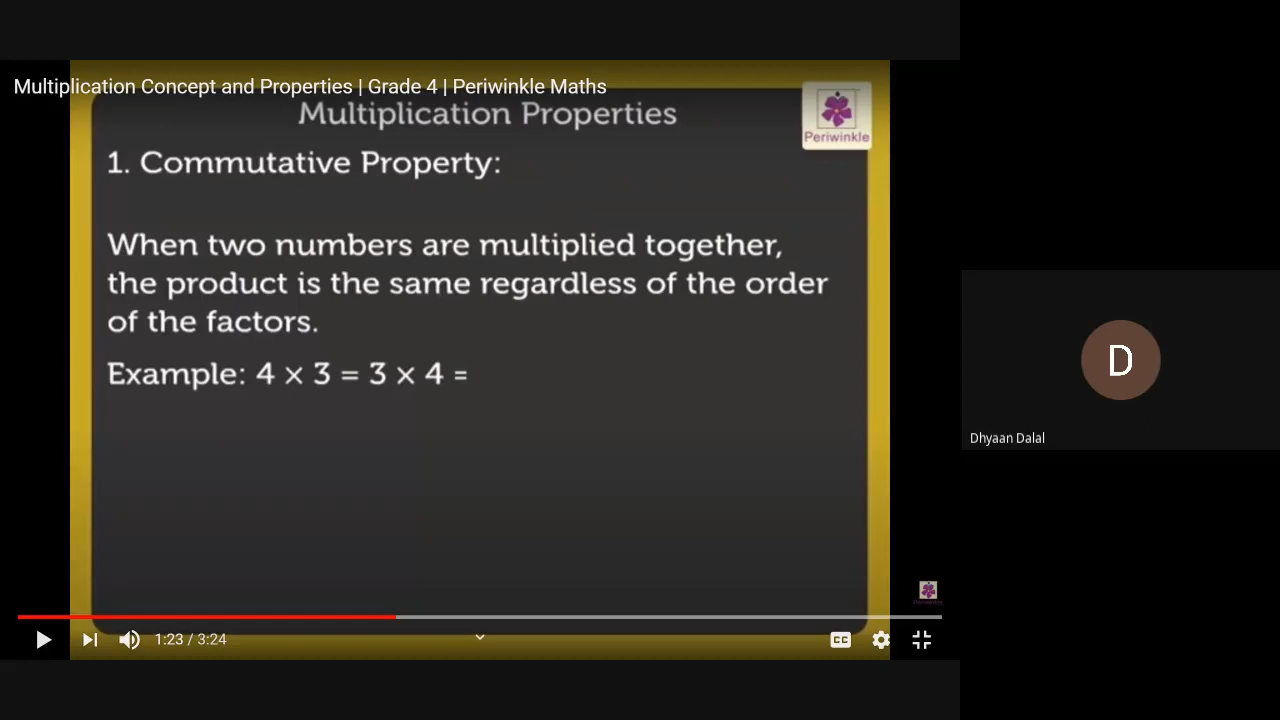 Multiplication Concept and Properties | Grade 4 | Periwinkle Maths
Multiplication Properties
Periwinkle
1. Commutative Property:
When two numbers are multiplied together,
the product is the same regardless of the order
of the factors.
Example: 4 × 3 = 3 × 4 =
D
Dhyaan Dalal
1:23 / 3:24
CC